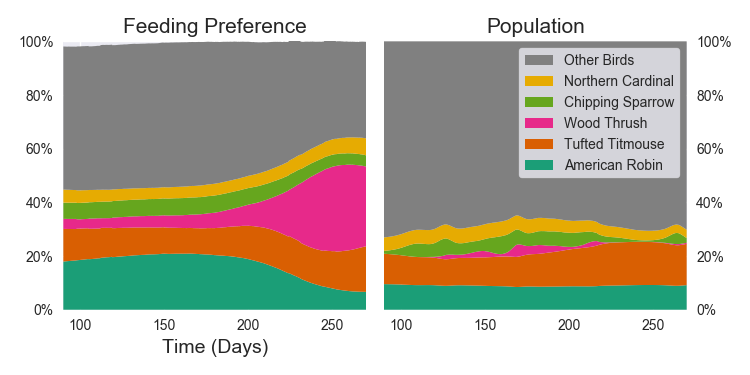 Feeding Preference
Population
100%
80%
60%
40%
20%
0%
100
150
200
250
Time (Days)
Other Birds
Northern Cardinal
Chipping Sparrow
Wood Thrush
Tufted Titmouse
American Robin
100
150
200
250
100%
80%
60%
40%
20%
0%